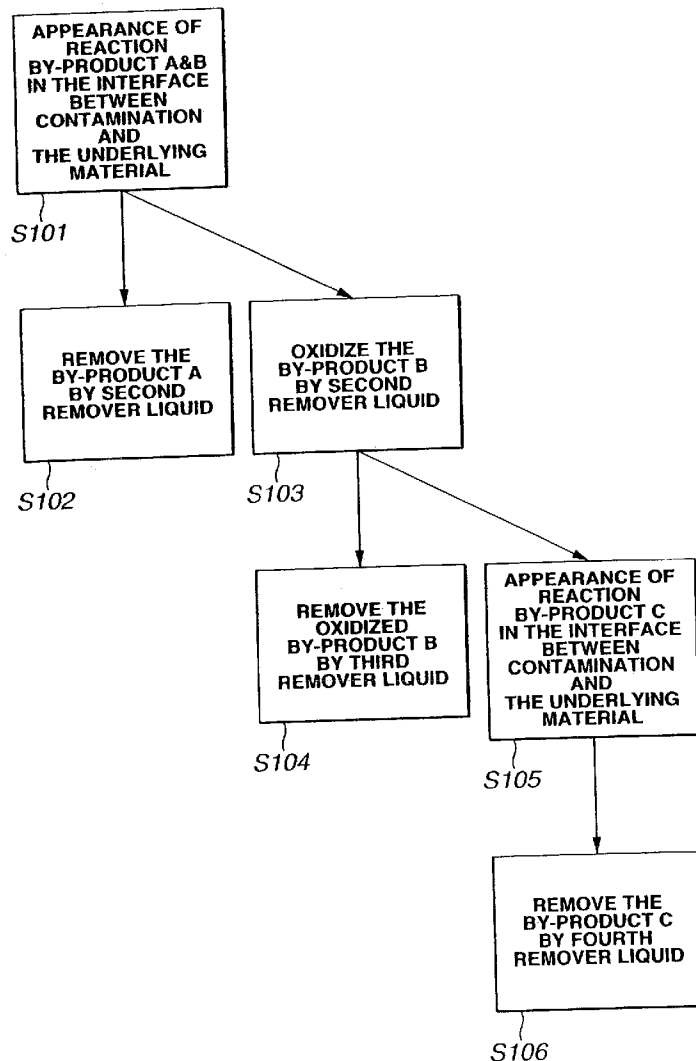 APPEARANCE OF
REACTION
BY-PRODUCT A&B
IN THE INTERFACE
BETWEEN
CONTAMINATION
AND
THE UNDERLYING
MATERIAL
S101
REMOVE THE
BY-PRODUCT A
BY SECOND
REMOVER LIQUID
S102
OXIDIZE THE
BY-PRODUCT B
BY SECOND
REMOVER LIQUID
S103
REMOVE THE
OXIDIZED
BY-PRODUCT B
BY THIRD
REMOVER LIQUID
S104
APPEARANCE OF
REACTION
BY-PRODUCT C
IN THE INTERFACE
BETWEEN
CONTAMINATION
AND
THE UNDERLYING
MATERIAL
S105
REMOVE THE
BY-PRODUCT C
BY FOURTH
REMOVER LIQUID
S106